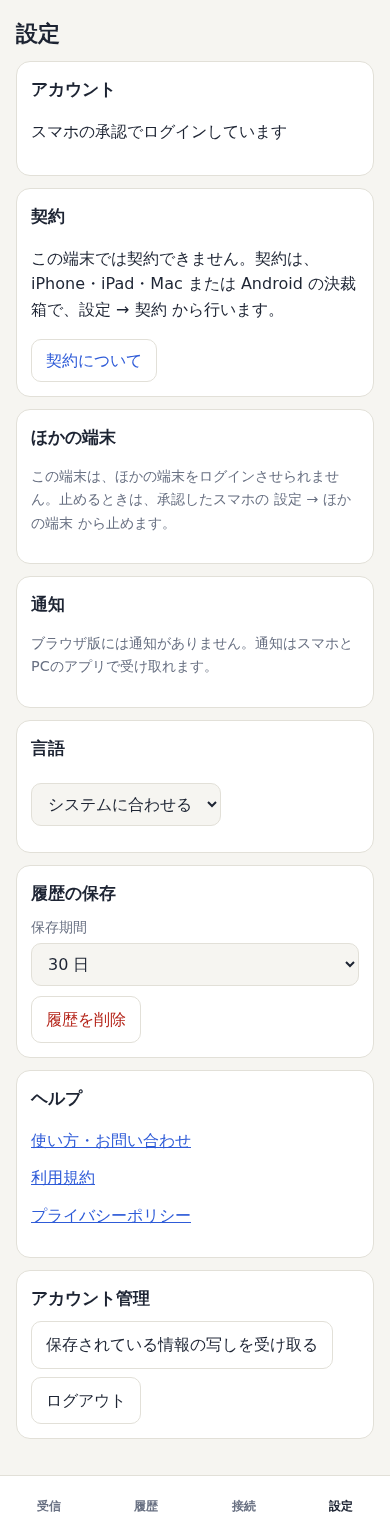 設定
アカウント
スマホの承認でログインしています
契約
この端末では契約できません。契約は、
iPhone・iPad・Mac または Android の決裁
箱で、設定 → 契約 から行います。
契約について
ほかの端末
この端末は、ほかの端末をログインさせられませ
ん。止めるときは、承認したスマホの 設定 → ほか
の端末 から止めます。
通知
ブラウザ版には通知がありません。通知はスマホと
PCのアプリで受け取れます。
言語
システムに合わせる
履歴の保存
保存期間
30 日
履歴を削除
ヘルプ
使い方・お問い合わせ
利用規約
プライバシーポリシー
アカウント管理
保存されている情報の写しを受け取る
ログアウト
受信 履歴 接続 設定